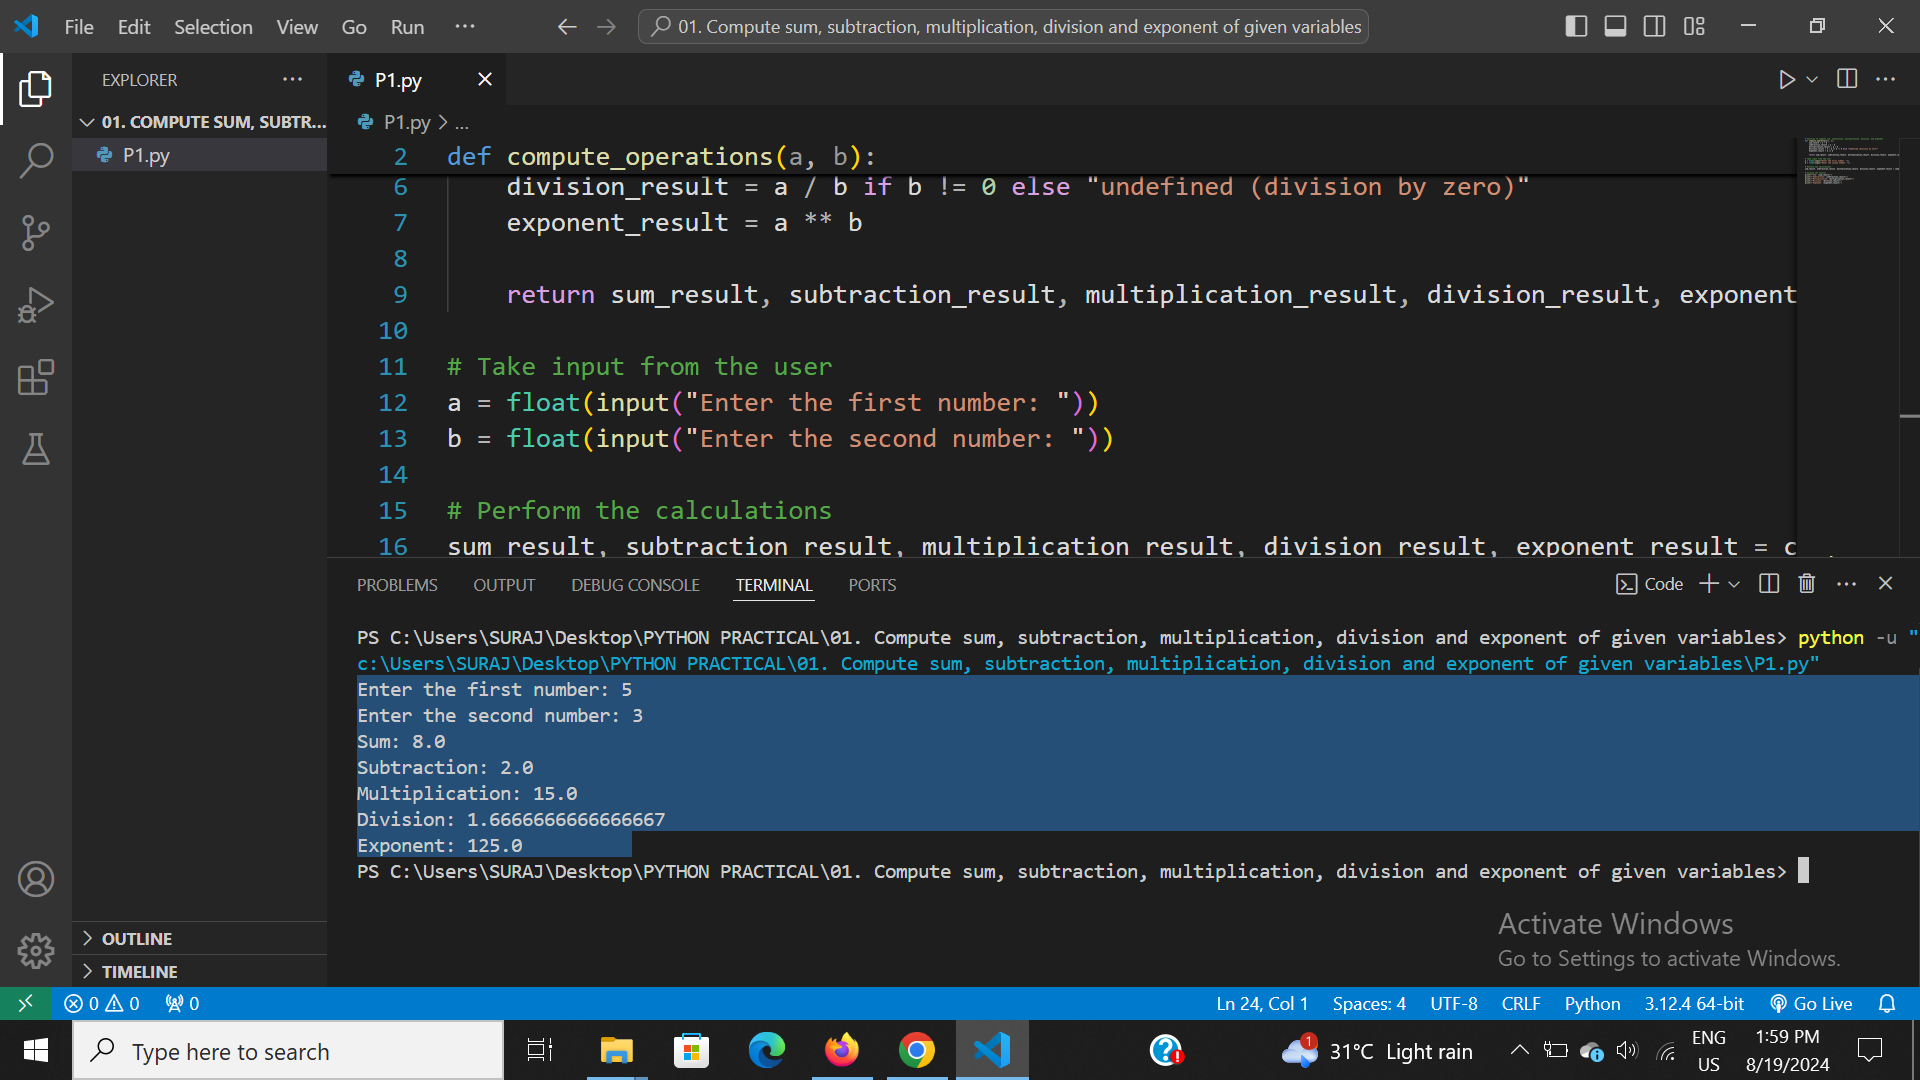 File Edit Selection View Go Run ··· 01. Compute sum, subtraction, multiplication, division and exponent of given variables
EXPLORER
01. COMPUTE SUM, SUBTR...
P1.py
OUTLINE
TIMELINE
P1.py
P1.py > ...
2 def compute_operations(a, b):
6 division_result = a / b if b != 0 else "undefined (division by zero)"
7 exponent_result = a ** b
8
9 return sum_result, subtraction_result, multiplication_result, division_result, exponent
10
11 # Take input from the user
12 a = float(input("Enter the first number: "))
13 b = float(input("Enter the second number: "))
14
15 # Perform the calculations
16 sum_result, subtraction_result, multiplication_result, division_result, exponent_result = c
PROBLEMS OUTPUT DEBUG CONSOLE TERMINAL PORTS Code
PS C:\Users\SURAJ\Desktop\PYTHON PRACTICAL\01. Compute sum, subtraction, multiplication, division and exponent of given variables> python -u "
c:\Users\SURAJ\Desktop\PYTHON PRACTICAL\01. Compute sum, subtraction, multiplication, division and exponent of given variables\P1.py"
Enter the first number: 5
Enter the second number: 3
Sum: 8.0
Subtraction: 2.0
Multiplication: 15.0
Division: 1.6666666666666667
Exponent: 125.0
PS C:\Users\SURAJ\Desktop\PYTHON PRACTICAL\01. Compute sum, subtraction, multiplication, division and exponent of given variables>
Activate Windows
Go to Settings to activate Windows.
0 0 0 Ln 24, Col 1 Spaces: 4 UTF-8 CRLF Python 3.12.4 64-bit Go Live
Type here to search 1 31°C Light rain ENG US 1:59 PM 8/19/2024